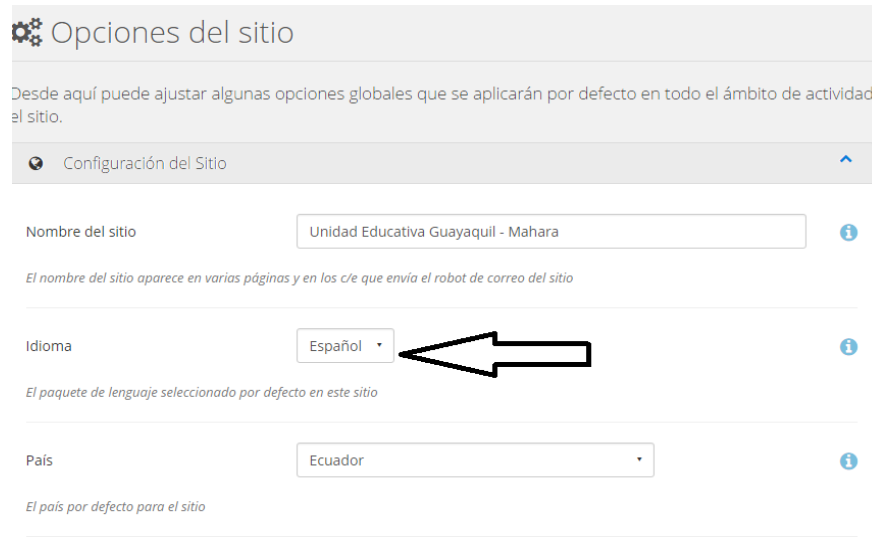 Opciones del sitio
Desde aquí puede ajustar algunas opciones globales que se aplicarán por defecto en todo el ámbito de actividad
el sitio.
Configuración del Sitio
Nombre del sitio
Unidad Educativa Guayaquil - Mahara
El nombre del sitio aparece en varias páginas y en los c/e que envía el robot de correo del sitio
Idioma
Español
El paquete de lenguaje seleccionado por defecto en este sitio
País
Ecuador
El país por defecto para el sitio